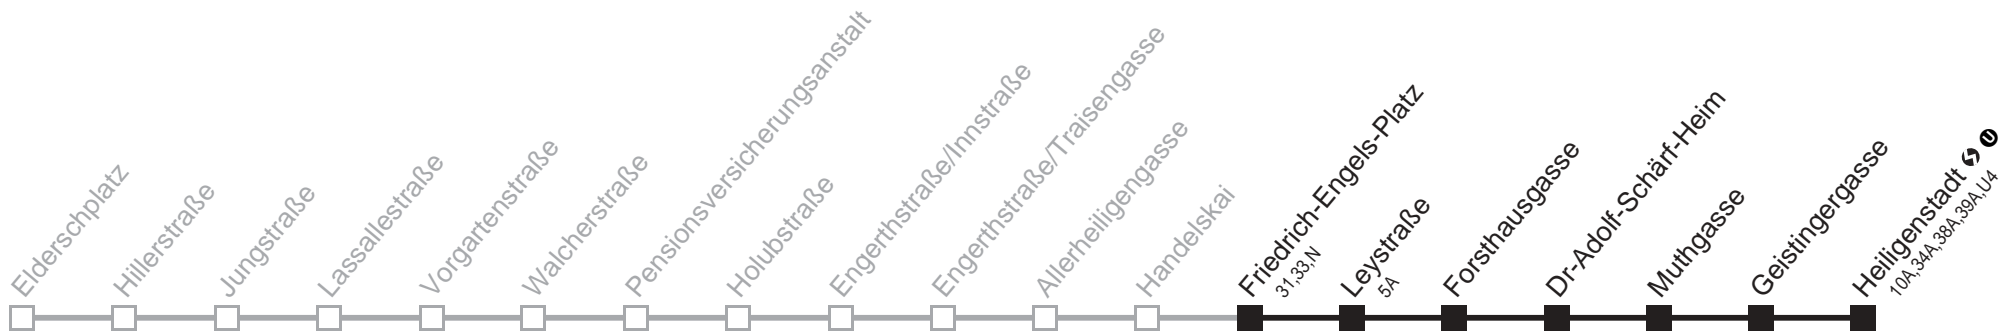 Elderschplatz
Hillerstraße
Jungstraße
Lassallestraße
Vorgartenstraße
Walcherstraße
Pensionsversicherungsanstalt
Holubstraße
Engerthstraße/Innstraße
Engerthstraße/Traisengasse
Allerheiligengasse
Handelskai
Friedrich-Engels-Platz
31,33,N
Leystraße
5A
Forsthausgasse
Dr-Adolf-Schärf-Heim
Muthgasse
Geistingergasse
Heiligenstadt U
10A,34A,38A,39A,U4